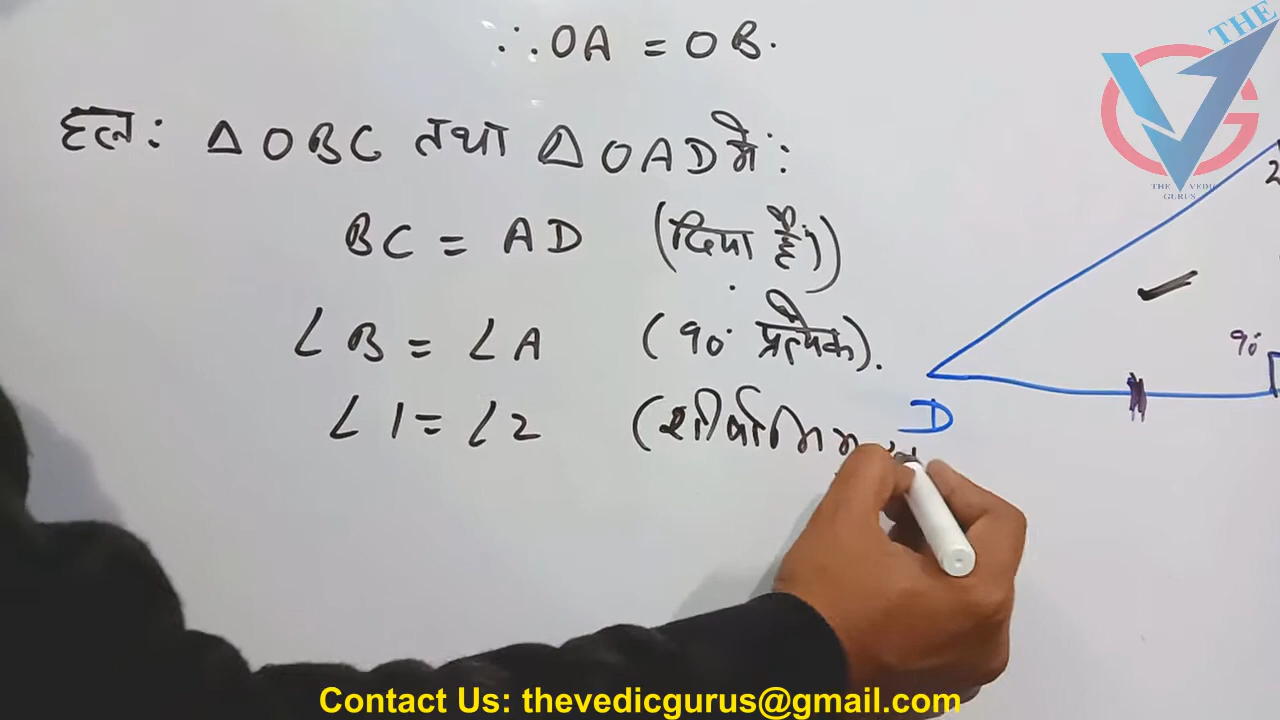 ∴ OA = OB.
हल: △OBC तथा △OAD में:
BC = AD (दिया है)
∠B = ∠A (90° प्रत्येक).
∠1 = ∠2 (शीर्षाभिमु
2
90°
D
THE
THE VEDIC
GURUS
Contact Us: thevedicgurus@gmail.com